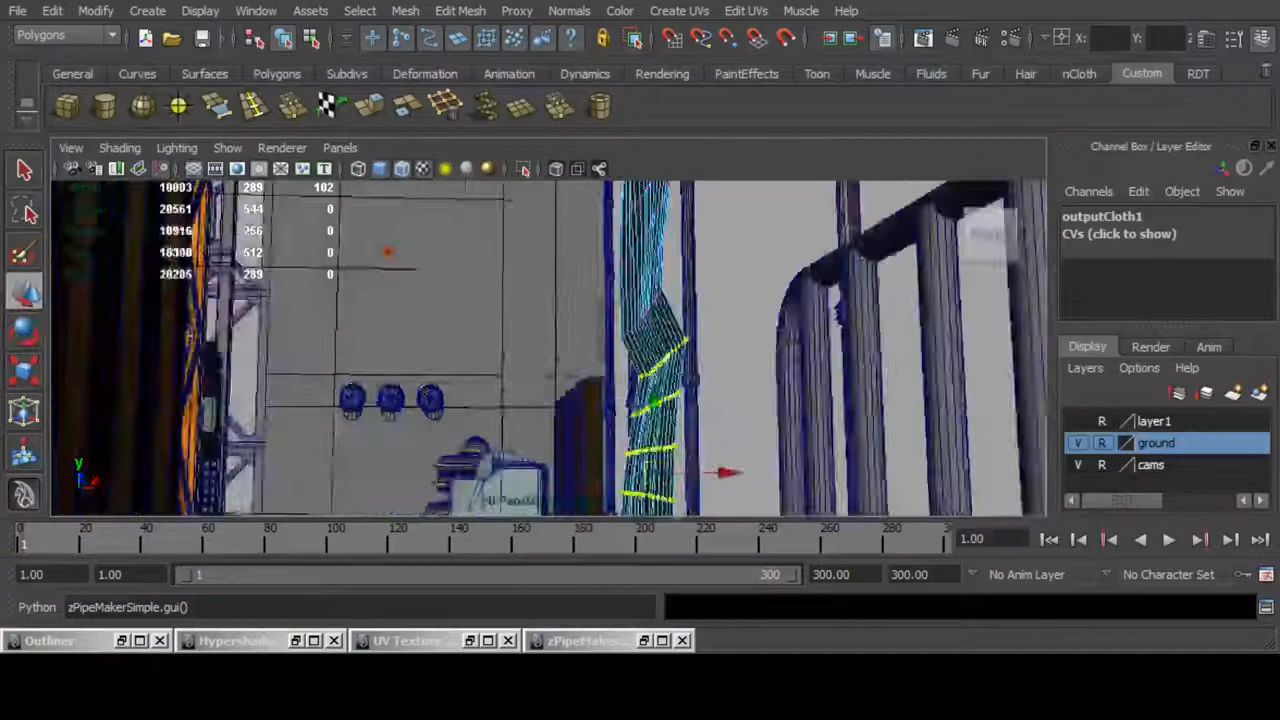 File Edit Modify Create Display Window Assets Select Mesh Edit Mesh Proxy Normals Color Create UVs Edit UVs Muscle Help
Polygons X: Y: Z
General Curves Surfaces Polygons Subdivs Deformation Animation Dynamics Rendering PaintEffects Toon Muscle Fluids Fur Hair nCloth Custom RDT
View Shading Lighting Show Renderer Panels
Channel Box / Layer Editor
Channels Edit Object Show
outputCloth1
CVs (click to show)
10003 289 102
20561 544 0
10916 256 0
18300 512 0
20205 289 0
y
Display Render Anim
Layers Options Help
R layer1
V R ground
V R cams
0 20 40 60 80 100 120 140 160 180 200 220 240 260 280
1
1.00
1.00 1.00 1 300 300.00 300.00 No Anim Layer No Character Set
Python zPipeMakerSimple.gui()
Outliner Hypershad UV Texture zPipeMaker